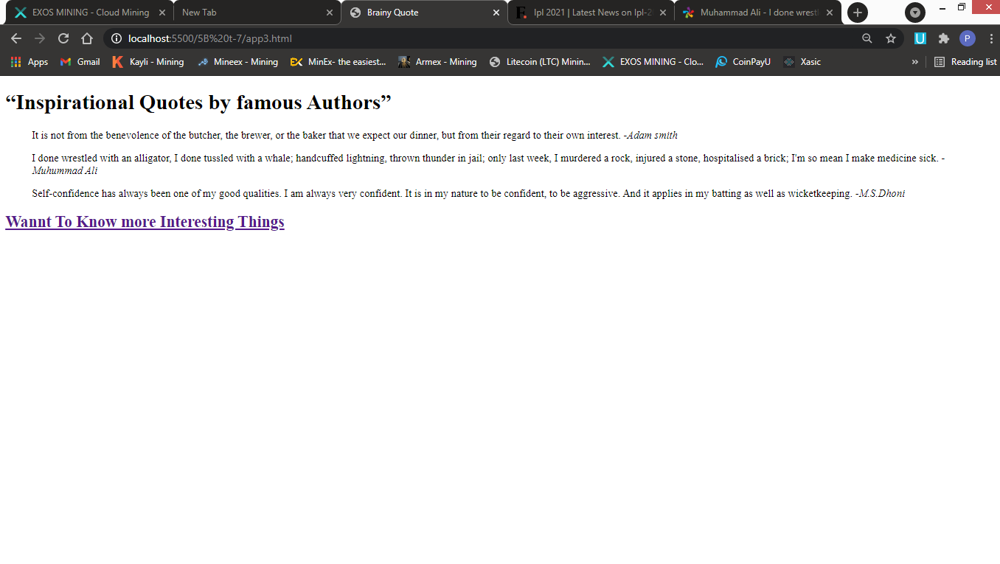 EXOS MINING - Cloud Mining
New Tab
Brainy Quote
Ipl 2021 | Latest News on Ipl-2
Muhammad Ali - I done wrestl
localhost:5500/5B%20t-7/app3.html
U
P
Apps
Gmail
Kayli - Mining
Mineex - Mining
MinEx- the easiest...
Armex - Mining
Litecoin (LTC) Minin...
EXOS MINING - Clo...
CoinPayU
Xasic
»
Reading list
“Inspirational Quotes by famous Authors”
It is not from the benevolence of the butcher, the brewer, or the baker that we expect our dinner, but from their regard to their own interest. -Adam smith
I done wrestled with an alligator, I done tussled with a whale; handcuffed lightning, thrown thunder in jail; only last week, I murdered a rock, injured a stone, hospitalised a brick; I'm so mean I make medicine sick. -
Muhummad Ali
Self-confidence has always been one of my good qualities. I am always very confident. It is in my nature to be confident, to be aggressive. And it applies in my batting as well as wicketkeeping. -M.S.Dhoni
Wannt To Know more Interesting Things